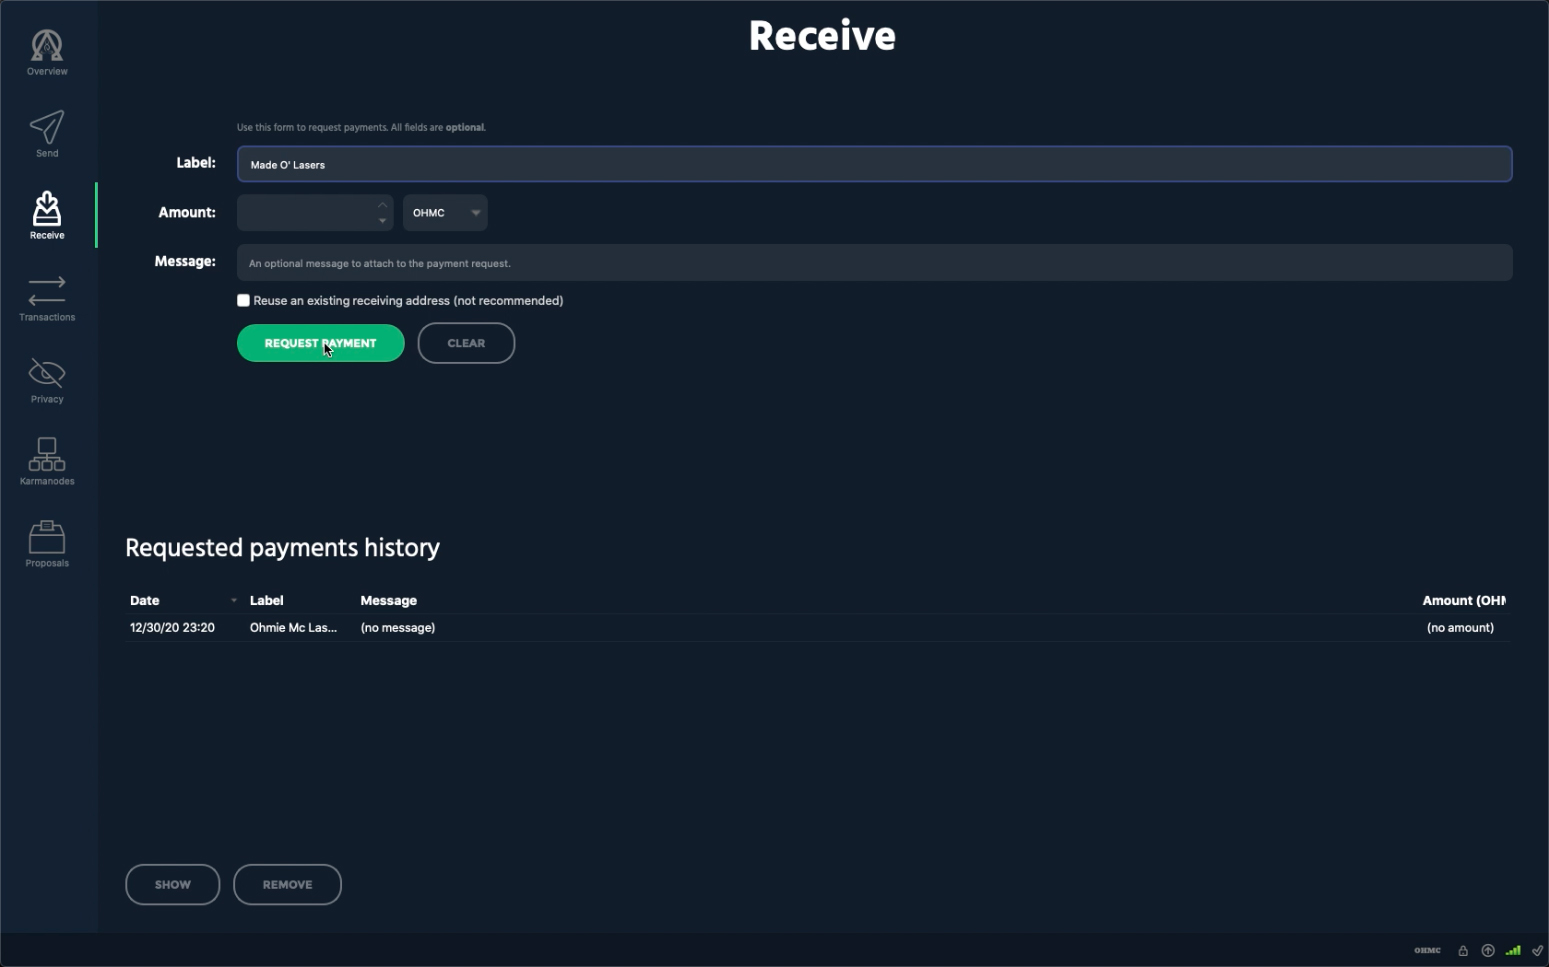 Receive
Overview
Send
Receive
Transactions
Privacy
Karmanodes
Proposals
Use this form to request payments. All fields are optional.
Label: Made O' Lasers
Amount: OHMC
Message: An optional message to attach to the payment request.
Reuse an existing receiving address (not recommended)
REQUEST PAYMENT CLEAR
Requested payments history
Date Label Message Amount (OHM
12/30/20 23:20 Ohmie Mc Las... (no message) (no amount)
SHOW REMOVE
OHMC